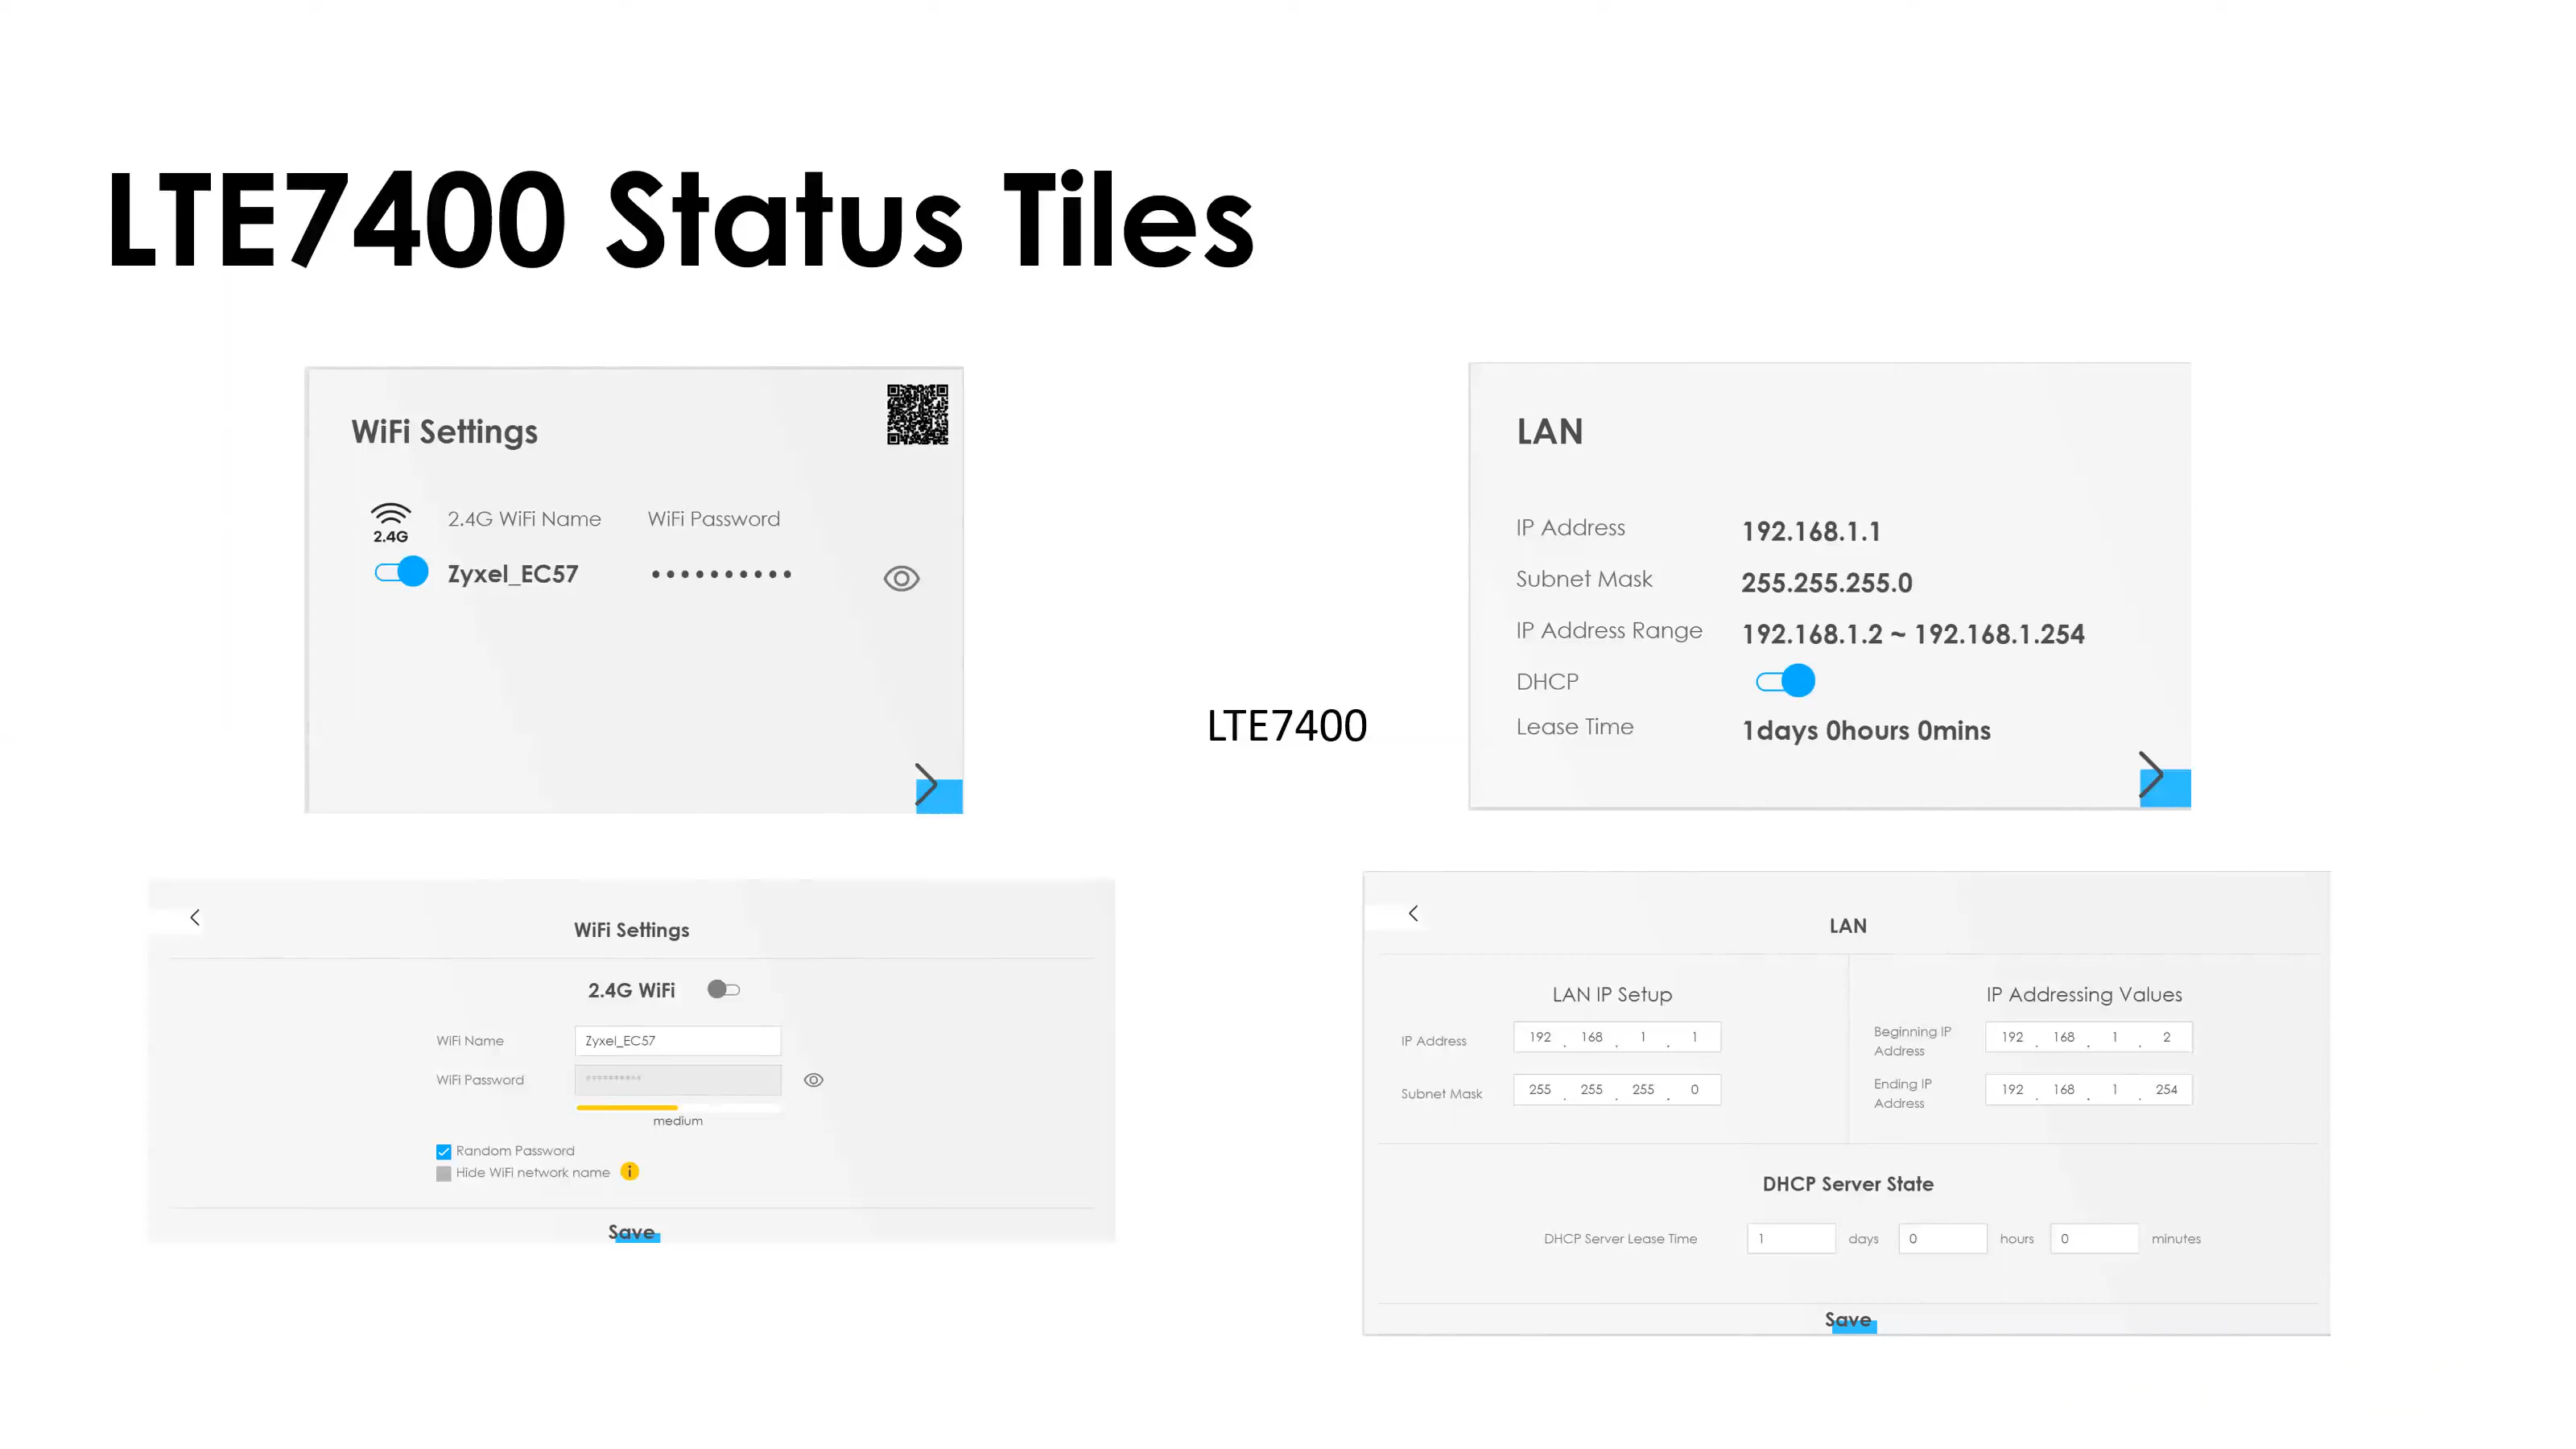 LTE7400 Status Tiles
WiFi Settings
2.4G
2.4G WiFi Name WiFi Password
Zyxel_EC57 ••••••••••
LAN
IP Address 192.168.1.1
Subnet Mask 255.255.255.0
IP Address Range 192.168.1.2 ~ 192.168.1.254
DHCP
Lease Time 1days 0hours 0mins
LTE7400
WiFi Settings
2.4G WiFi
WiFi Name Zyxel_EC57
WiFi Password **********
medium
Random Password
Hide WiFi network name i
Save
LAN
LAN IP Setup
IP Address 192 . 168 . 1 . 1
Subnet Mask 255 . 255 . 255 . 0
IP Addressing Values
Beginning IP
Address 192 . 168 . 1 . 2
Ending IP
Address 192 . 168 . 1 . 254
DHCP Server State
DHCP Server Lease Time 1 days 0 hours 0 minutes
Save